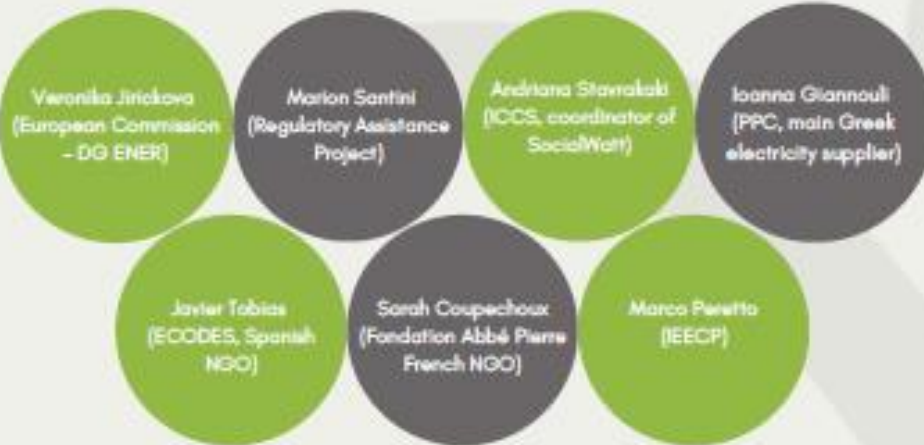 Veronika Jirickova
(European Commission
– DG ENER)
Marion Santini
(Regulatory Assistance
Project)
Andriana Stavrakaki
(ICCS, coordinator of
SocialWatt)
Ioanna Giannouli
(PPC, main Greek
electricity supplier)
Javier Tobias
(ECODES, Spanish
NGO)
Sarah Coupechoux
(Fondation Abbé Pierre
French NGO)
Marco Peretto
(IEECP)